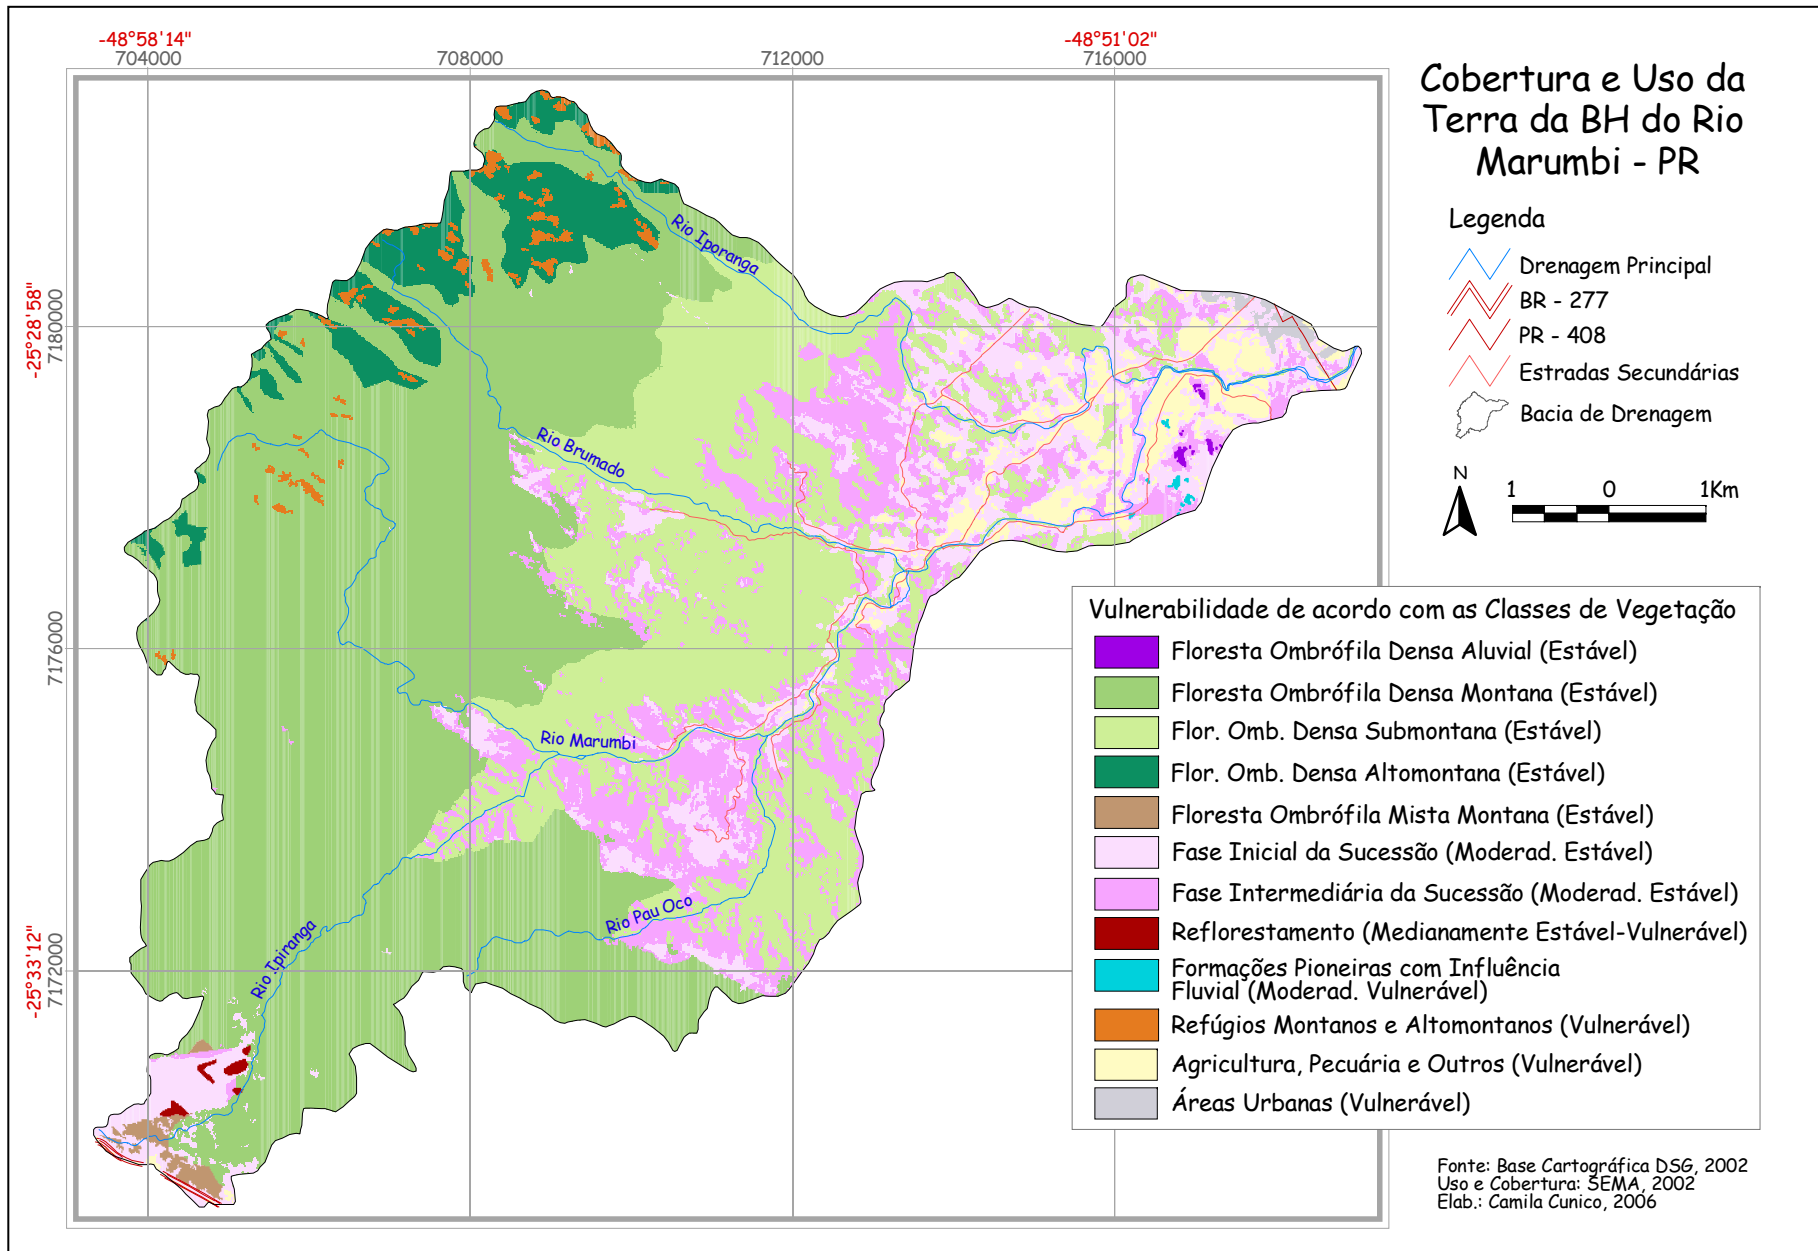 -48°58'14"
-48°51'02"
704000
708000
712000
716000
Cobertura e Uso da
Terra da BH do Rio
Marumbi - PR
Legenda
Drenagem Principal
BR - 277
PR - 408
Estradas Secundárias
Bacia de Drenagem
N
1 0 1Km
-25°28'58"
7180000
7176000
-25°33'12"
7172000
Rio Iporanga
Rio Brumado
Rio Marumbi
Rio Pau Oco
Rio Ipiranga
Vulnerabilidade de acordo com as Classes de Vegetação
Floresta Ombrófila Densa Aluvial (Estável)
Floresta Ombrófila Densa Montana (Estável)
Flor. Omb. Densa Submontana (Estável)
Flor. Omb. Densa Altomontana (Estável)
Floresta Ombrófila Mista Montana (Estável)
Fase Inicial da Sucessão (Moderad. Estável)
Fase Intermediária da Sucessão (Moderad. Estável)
Reflorestamento (Medianamente Estável-Vulnerável)
Formações Pioneiras com Influência
Fluvial (Moderad. Vulnerável)
Refúgios Montanos e Altomontanos (Vulnerável)
Agricultura, Pecuária e Outros (Vulnerável)
Áreas Urbanas (Vulnerável)
Fonte: Base Cartográfica DSG, 2002
Uso e Cobertura: SEMA, 2002
Elab.: Camila Cunico, 2006